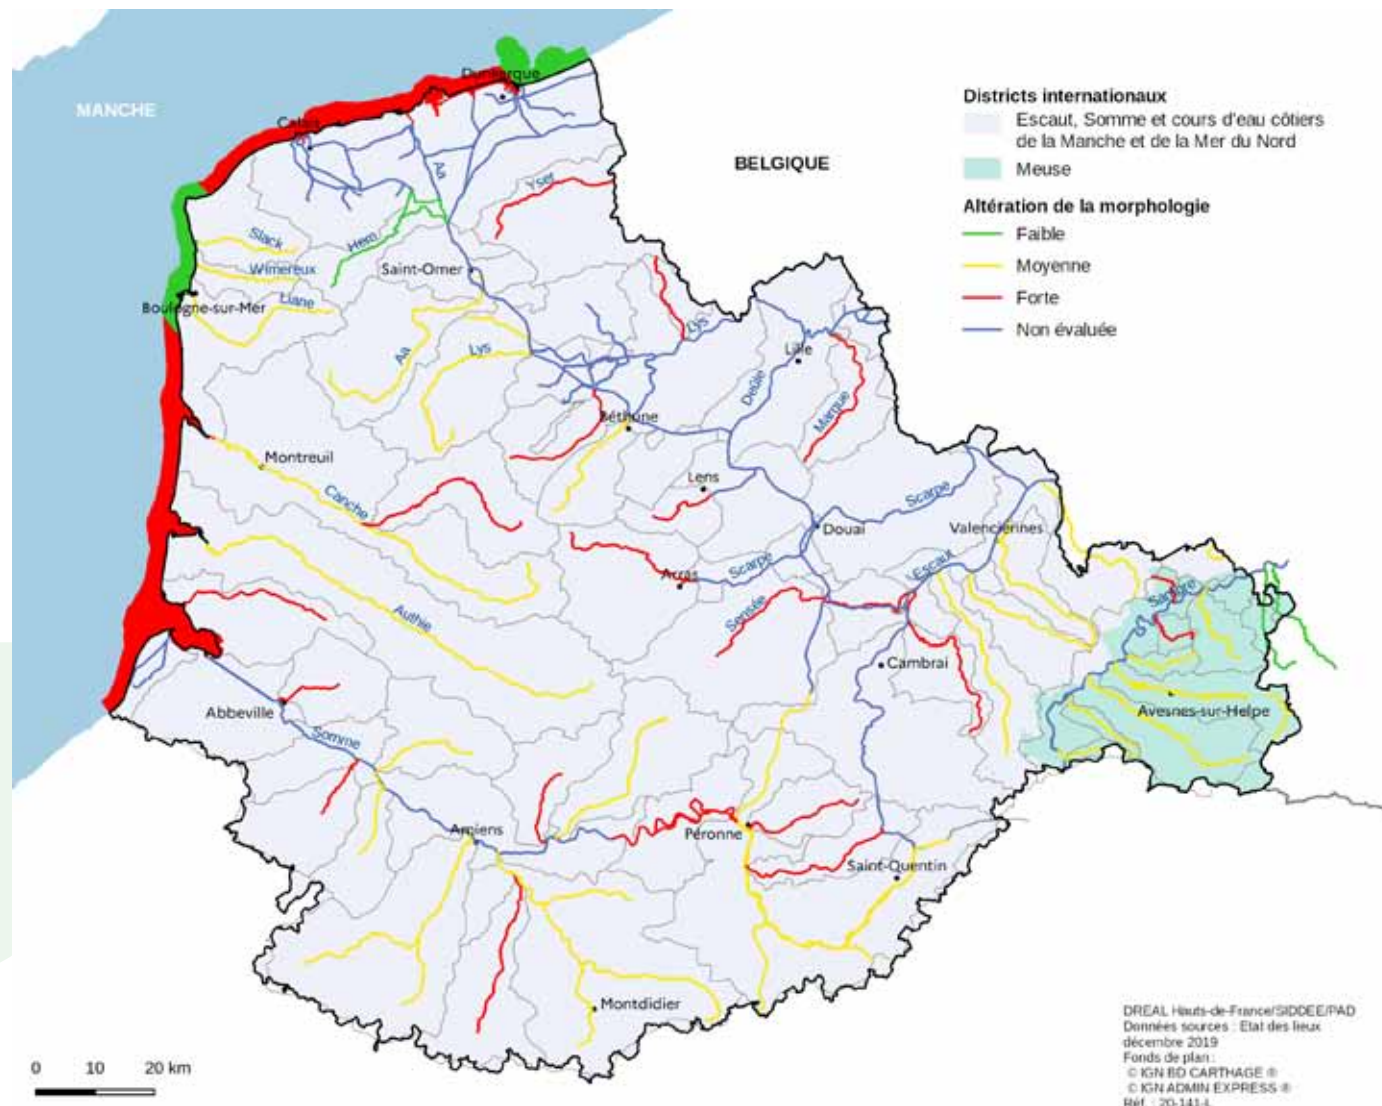 MANCHE
BELGIQUE
Dunkerque
Calais
Aa
Yser
Slack
Hem
Wimereux
Saint-Omer
Liane
Boulogne-sur-Mer
Aa
Lys
Lys
Lille
Deûle
Marque
Béthune
Montreuil
Lens
Canche
Scarpe
Douai
Valenciennes
Scarpe
Escaut
Arras
Sensée
Sambre
Authie
Cambrai
Abbeville
Avesnes-sur-Helpe
Somme
Amiens
Péronne
Saint-Quentin
Montdidier
Districts internationaux
Escaut, Somme et cours d'eau côtiers
de la Manche et de la Mer du Nord
Meuse
Altération de la morphologie
Faible
Moyenne
Forte
Non évaluée
0 10 20 km
DREAL Hauts-de-France/SIDDEE/PAD
Données sources : Etat des lieux
décembre 2019
Fonds de plan :
© IGN BD CARTHAGE ®
© IGN ADMIN EXPRESS ®
Réf. : 20-141-L